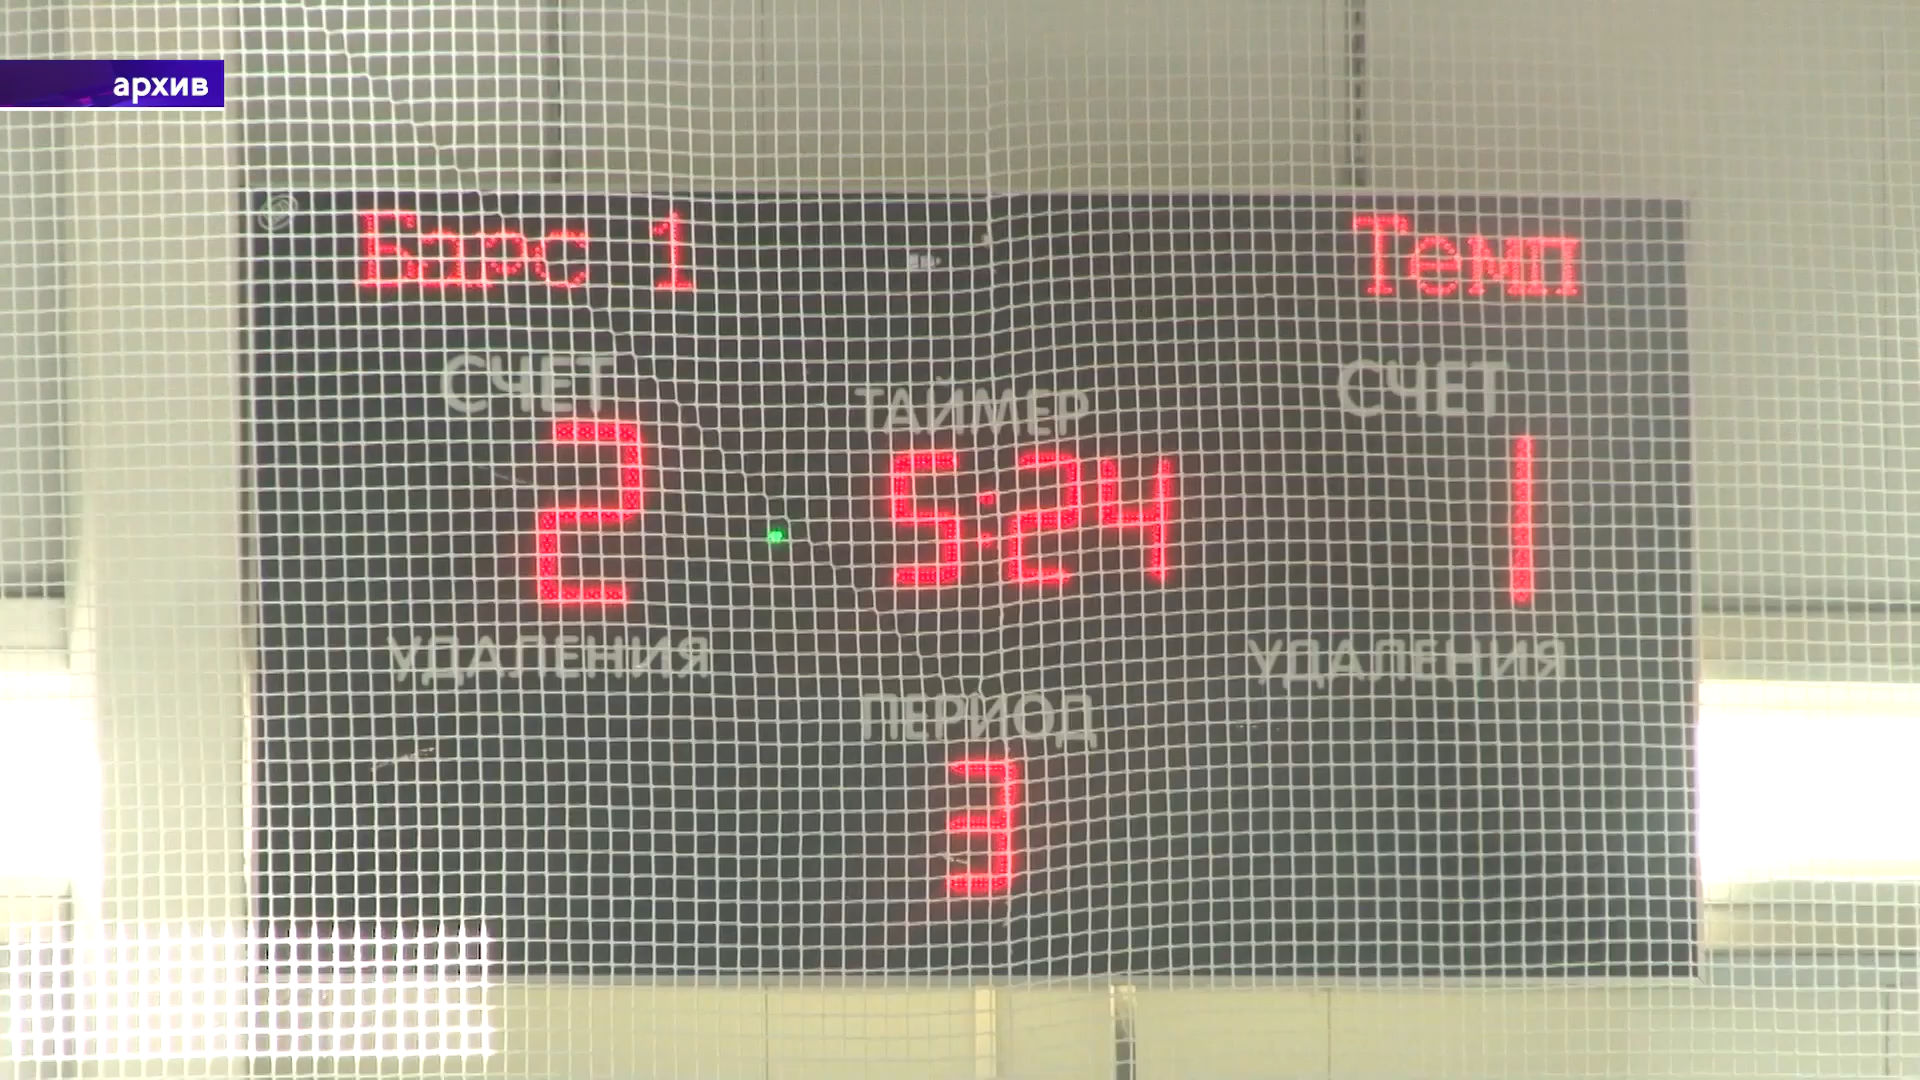 архив
Барс 1
Темп
СЧЕТ
ТАЙМЕР
СЧЕТ
2
5:24
1
УДАЛЕНИЯ
УДАЛЕНИЯ
ПЕРИОД
3